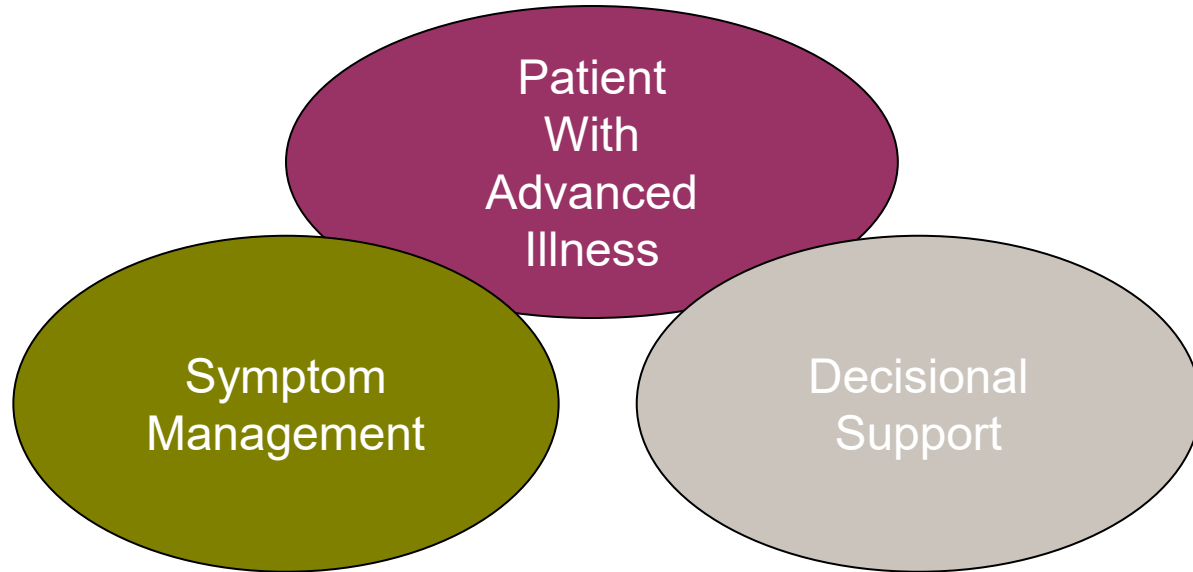 Patient
With
Advanced
Illness
Symptom
Management
Decisional
Support